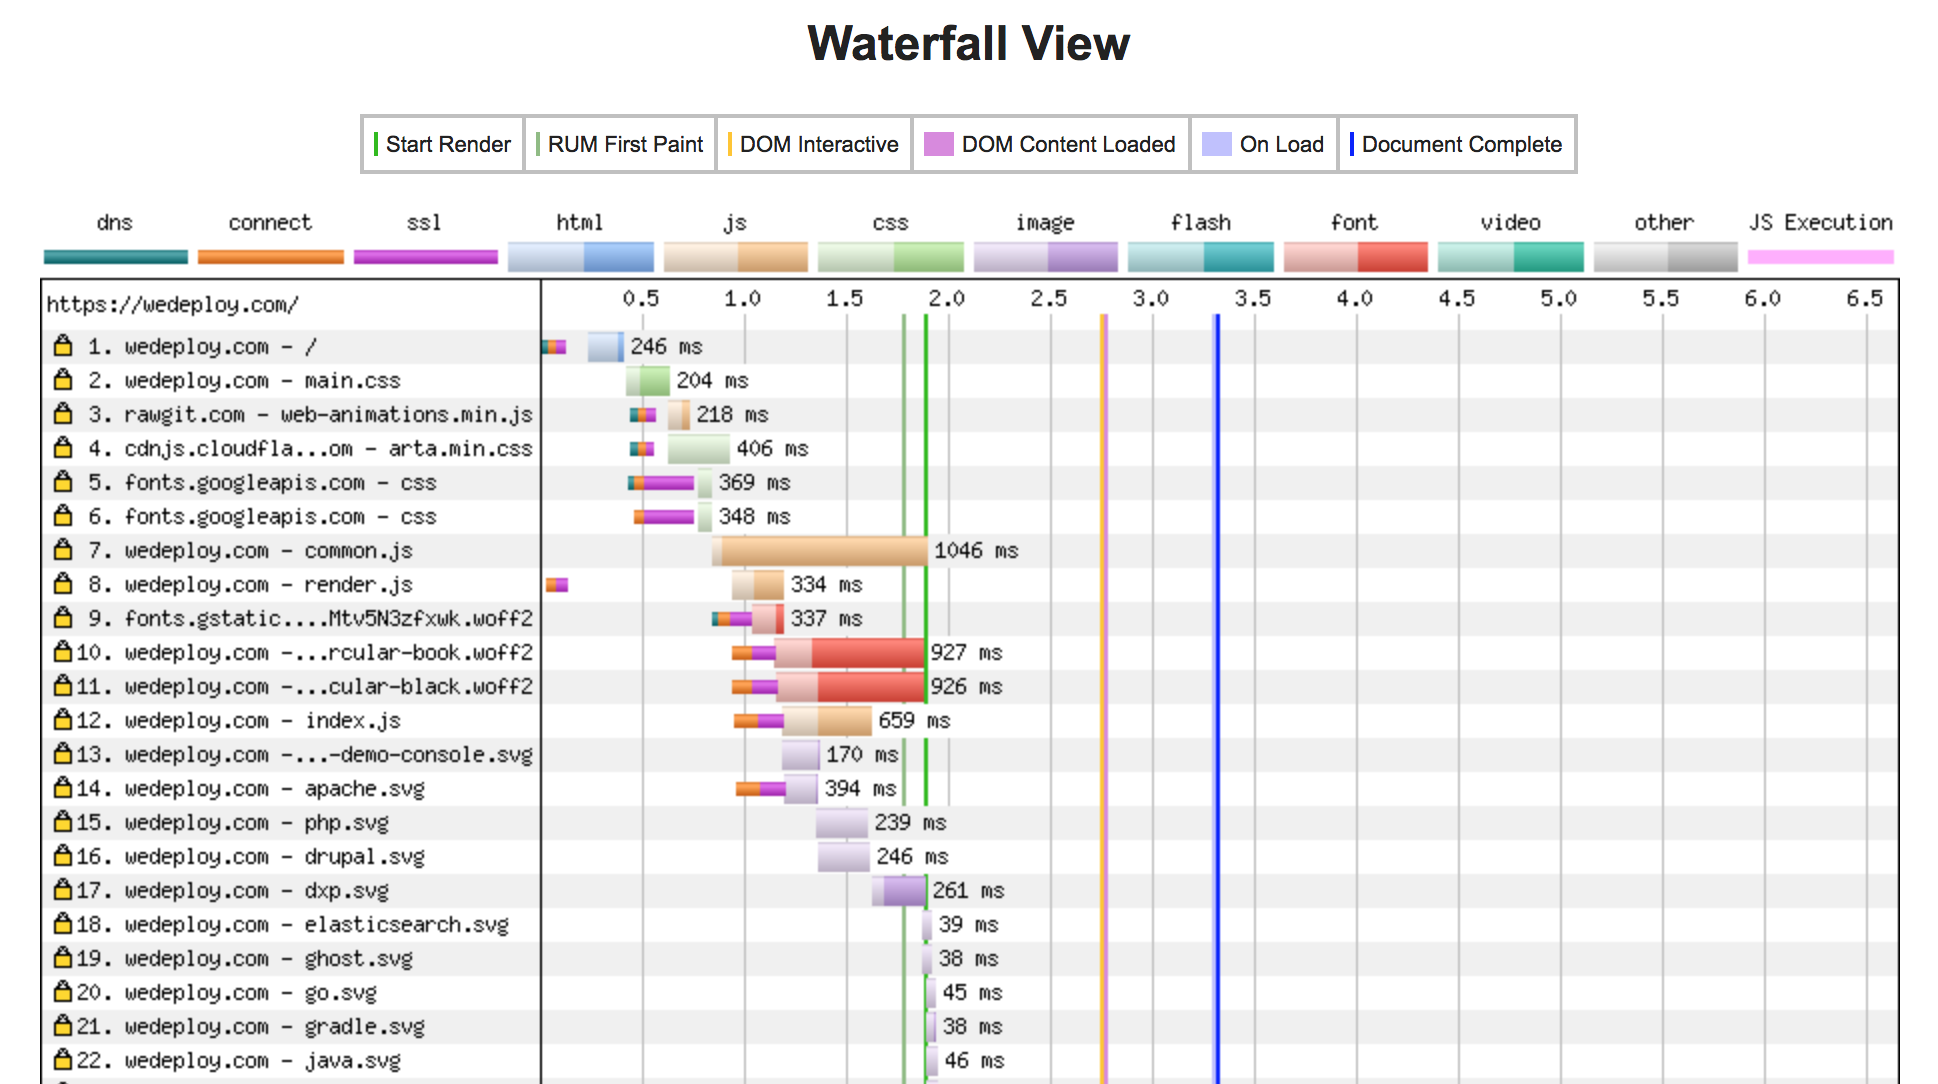 Waterfall View
Start Render RUM First Paint DOM Interactive DOM Content Loaded On Load Document Complete
dns connect ssl html js css image flash font video other JS Execution
https://wedeploy.com/ 0.5 1.0 1.5 2.0 2.5 3.0 3.5 4.0 4.5 5.0 5.5 6.0 6.5
1. wedeploy.com - / 246 ms
2. wedeploy.com - main.css 204 ms
3. rawgit.com - web-animations.min.js 218 ms
4. cdnjs.cloudfla...om - arta.min.css 406 ms
5. fonts.googleapis.com - css 369 ms
6. fonts.googleapis.com - css 348 ms
7. wedeploy.com - common.js 1046 ms
8. wedeploy.com - render.js 334 ms
9. fonts.gstatic....Mtv5N3zfxwk.woff2 337 ms
10. wedeploy.com -...rcular-book.woff2 927 ms
11. wedeploy.com -...cular-black.woff2 926 ms
12. wedeploy.com - index.js 659 ms
13. wedeploy.com -...-demo-console.svg 170 ms
14. wedeploy.com - apache.svg 394 ms
15. wedeploy.com - php.svg 239 ms
16. wedeploy.com - drupal.svg 246 ms
17. wedeploy.com - dxp.svg 261 ms
18. wedeploy.com - elasticsearch.svg 39 ms
19. wedeploy.com - ghost.svg 38 ms
20. wedeploy.com - go.svg 45 ms
21. wedeploy.com - gradle.svg 38 ms
22. wedeploy.com - java.svg 46 ms